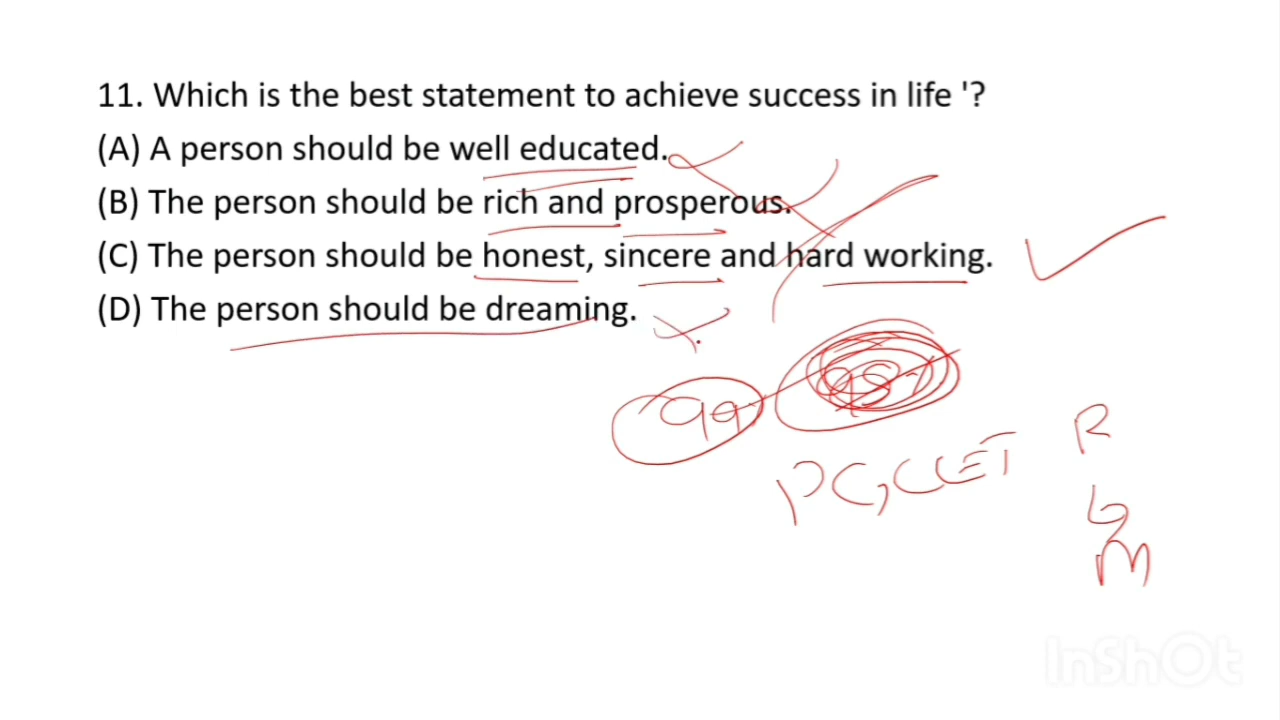 11. Which is the best statement to achieve success in life '?
(A) A person should be well educated.
(B) The person should be rich and prosperous.
(C) The person should be honest, sincere and hard working.
(D) The person should be dreaming.
99
R
M
InShOt